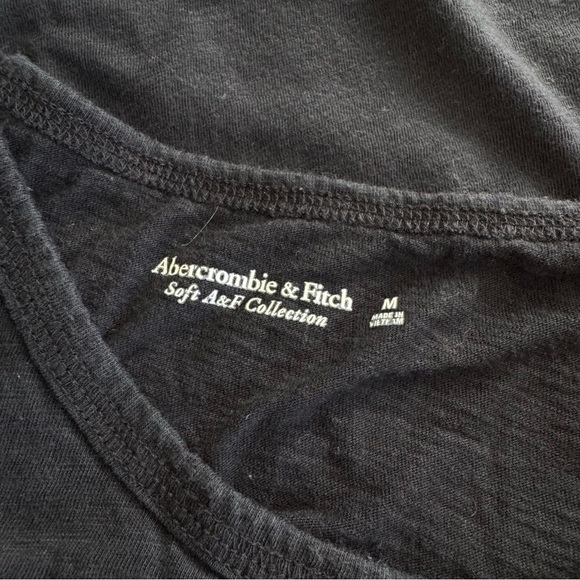 Abercrombie & Fitch
Soft A&F Collection
M
MADE IN
VIETNAM